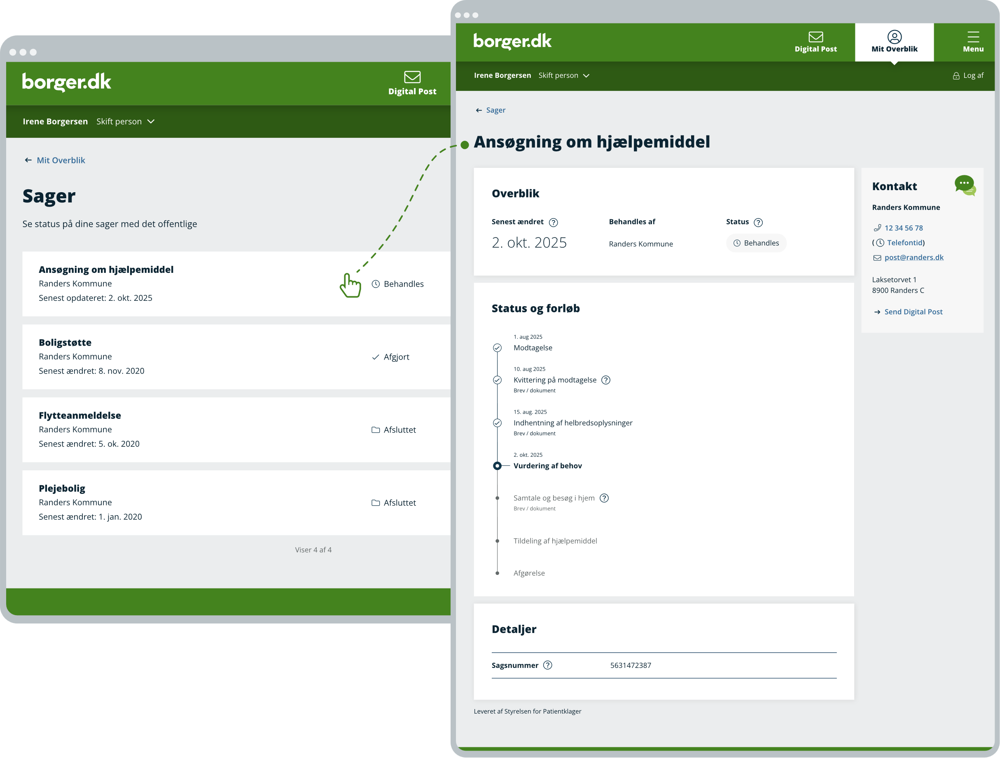 borger.dk
Digital Post
Irene Borgersen Skift person
Mit Overblik
Sager
Se status på dine sager med det offentlige
Ansøgning om hjælpemiddel
Randers Kommune
Senest opdateret: 2. okt. 2025
Behandles
Boligstøtte
Randers Kommune
Senest ændret: 8. nov. 2020
Afgjort
Flytteanmeldelse
Randers Kommune
Senest ændret: 5. ok. 2020
Afsluttet
Plejebolig
Randers Kommune
Senest ændret: 1. jan. 2020
Afsluttet
Viser 4 af 4
borger.dk
Digital Post
Mit Overblik
Menu
Irene Borgersen Skift person
Log af
Sager
Ansøgning om hjælpemiddel
Overblik
Senest ændret ?
2. okt. 2025
Behandles af
Randers Kommune
Status ?
Behandles
Status og forløb
1. aug 2025
Modtagelse
10. aug 2025
Kvittering på modtagelse ?
Brev / dokument
15. aug. 2025
Indhentning af helbredsoplysninger
Brev / dokument
2. okt. 2025
Vurdering af behov
Samtale og besøg i hjem ?
Brev / dokument
Tildeling af hjælpemiddel
Afgørelse
Detaljer
Sagsnummer ? 5631472387
Leveret af Styrelsen for Patientklager
Kontakt
Randers Kommune
12 34 56 78
( Telefontid)
post@randers.dk
Laksetorvet 1
8900 Randers C
Send Digital Post